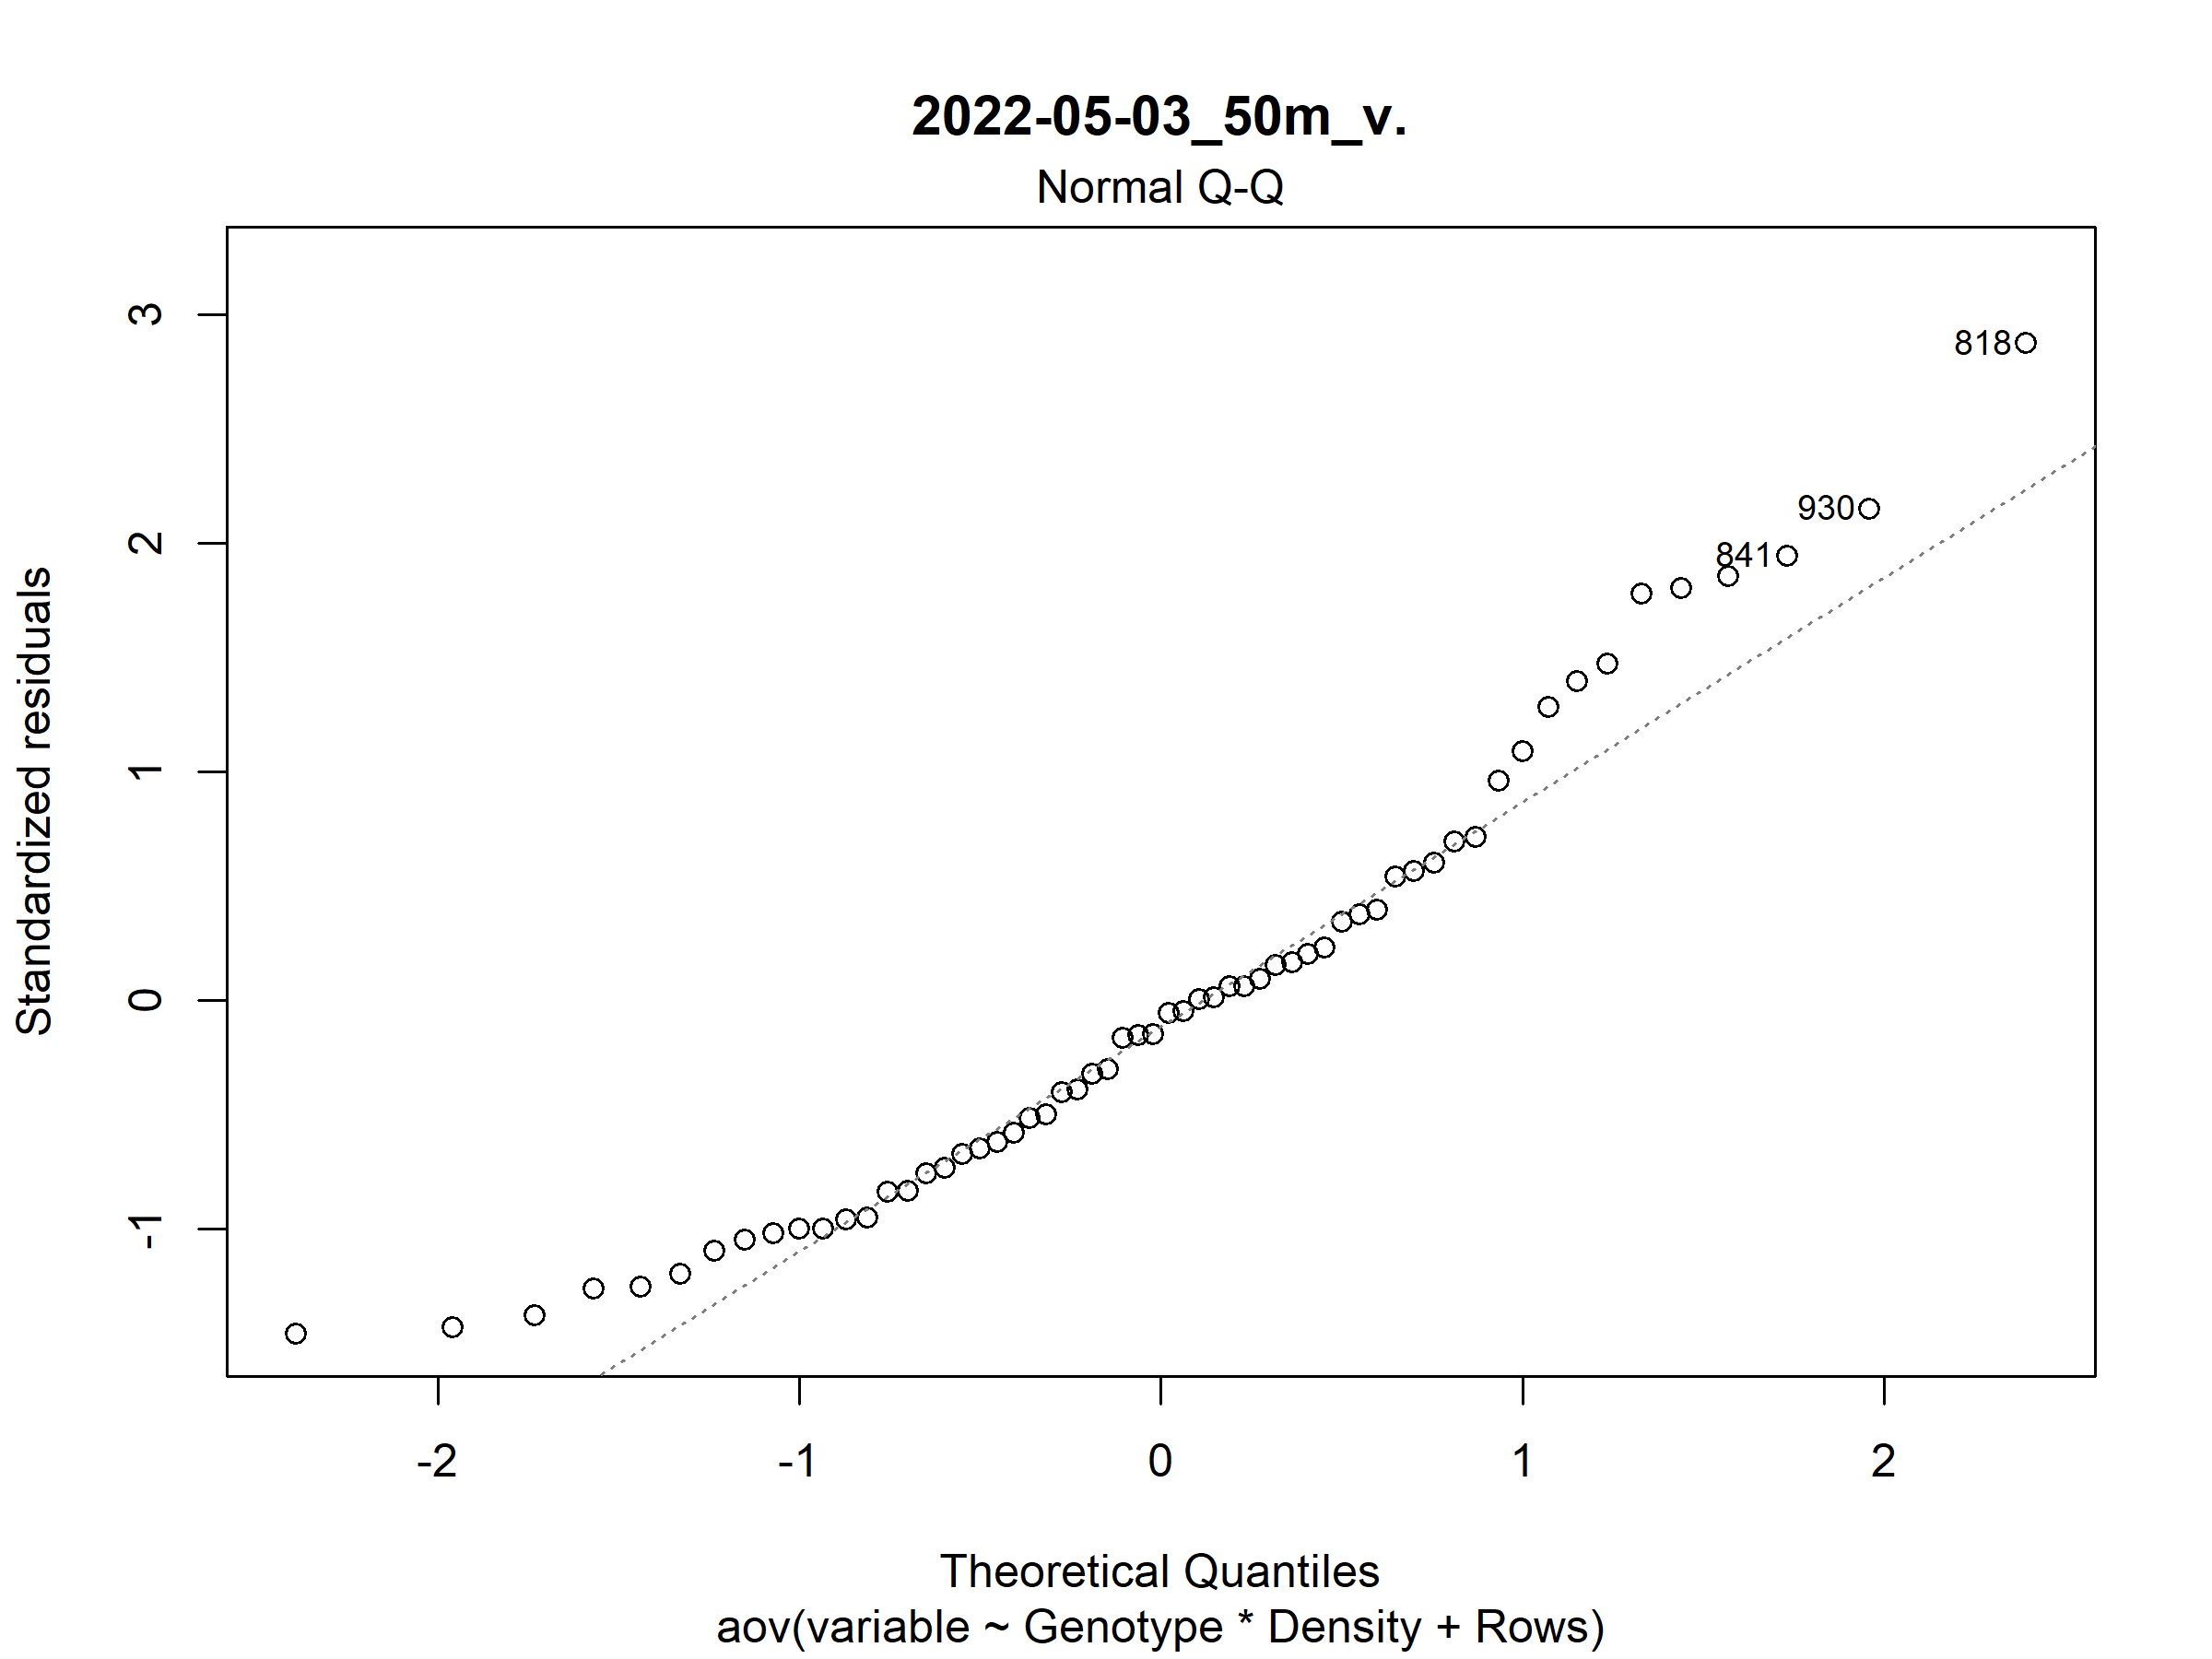 2022-05-03_50m_v.
Normal Q-Q
Standardized residuals
3
2
1
0
-1
818
930
841
-2
-1
0
1
2
Theoretical Quantiles
aov(variable ~ Genotype * Density + Rows)